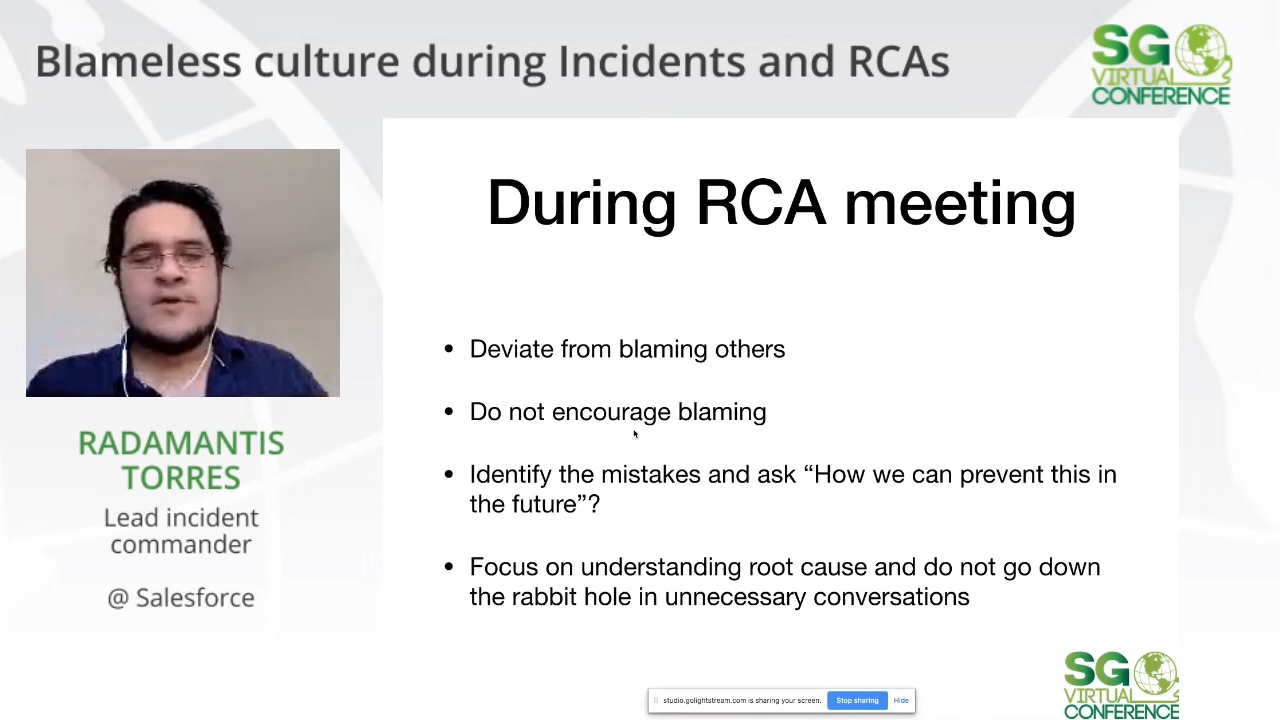 Blameless culture during Incidents and RCAs
SG
VIRTUAL
CONFERENCE
During RCA meeting
• Deviate from blaming others
• Do not encourage blaming
• Identify the mistakes and ask “How we can prevent this in
the future”?
• Focus on understanding root cause and do not go down
the rabbit hole in unnecessary conversations
RADAMANTIS
TORRES
Lead incident
commander
@ Salesforce
studio.golightstream.com is sharing your screen. Stop sharing Hide
SG
VIRTUAL
CONFERENCE